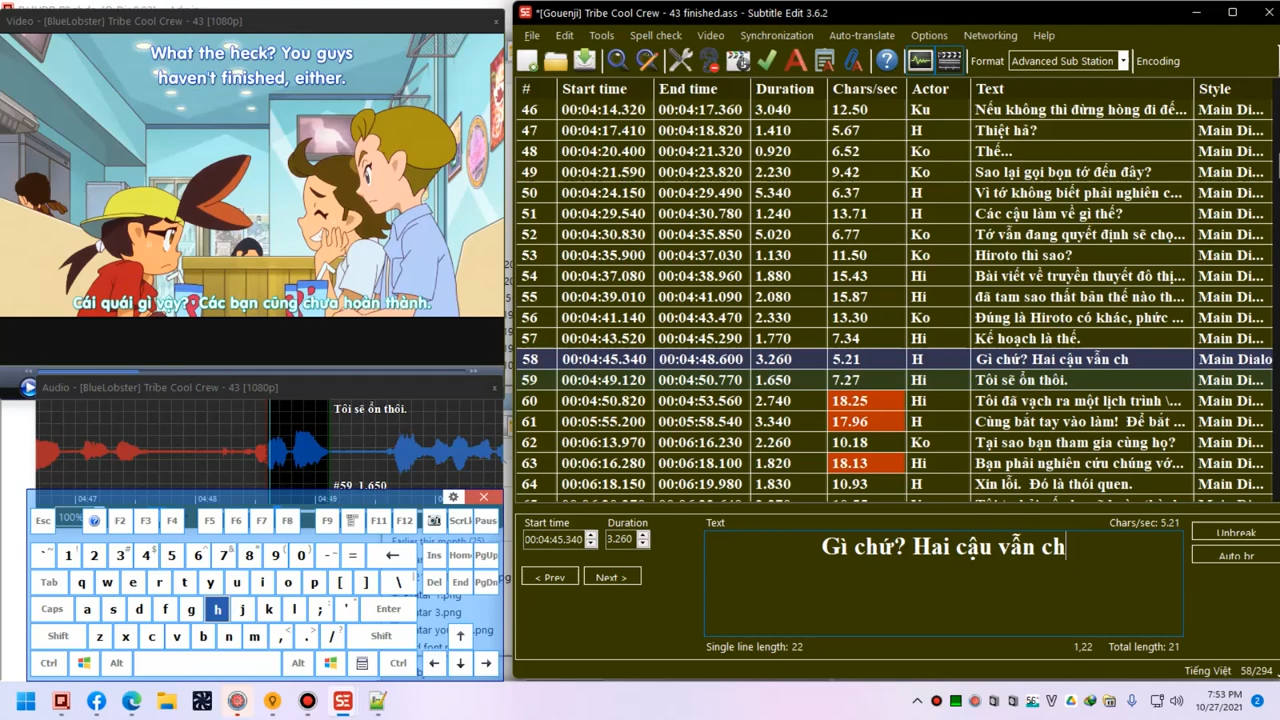 Video - [BlueLobster] Tribe Cool Crew - 43 [1080p]
x
What the heck? You guys
haven't finished, either.
Cái quái gì vậy? Các bạn cũng chưa hoàn thành.
*[Gouenji] Tribe Cool Crew - 43 finished.ass - Subtitle Edit 3.6.2
File Edit Tools Spell check Video Synchronization Auto-translate Options Networking Help
Format Advanced Sub Station Encoding
# Start time End time Duration Chars/sec Actor Text Style
46 00:04:14.320 00:04:17.360 3.040 12.50 Ku Nếu không thì đừng hòng đi đế... Main Di...
47 00:04:17.410 00:04:18.820 1.410 5.67 H Thiệt hả? Main Di...
48 00:04:20.400 00:04:21.320 0.920 6.52 Ko Thế... Main Di...
49 00:04:21.590 00:04:23.820 2.230 9.42 Ko Sao lại gọi bọn tớ đến đây? Main Di...
50 00:04:24.150 00:04:29.490 5.340 6.37 H Vì tớ không biết phải nghiên c... Main Di...
51 00:04:29.540 00:04:30.780 1.240 13.71 H Các cậu làm về gì thế? Main Di...
52 00:04:30.830 00:04:35.850 5.020 6.77 Ko Tớ vẫn đang quyết định sẽ chọ... Main Di...
53 00:04:35.900 00:04:37.030 1.130 11.50 Ko Hiroto thì sao? Main Di...
54 00:04:37.080 00:04:38.960 1.880 15.43 Hi Bài viết về truyền thuyết đô thị... Main Di...
55 00:04:39.010 00:04:41.090 2.080 15.87 Hi đã tam sao thất bản thế nào th... Main Di...
56 00:04:41.140 00:04:43.470 2.330 13.30 Ko Đúng là Hiroto có khác, phức ... Main Di...
57 00:04:43.520 00:04:45.290 1.770 7.34 Hi Kế hoạch là thế. Main Di...
58 00:04:45.340 00:04:48.600 3.260 5.21 H Gì chứ? Hai cậu vẫn ch Main Dialo
59 00:04:49.120 00:04:50.770 1.650 7.27 Hi Tôi sẽ ổn thôi. Main Di...
60 00:04:50.820 00:04:53.560 2.740 18.25 Hi Tôi đã vạch ra một lịch trình \... Main Di...
61 00:05:55.200 00:05:58.540 3.340 17.96 H Cùng bắt tay vào làm! Để bắt ... Main Di...
62 00:06:13.970 00:06:16.230 2.260 10.18 Ko Tại sao bạn tham gia cùng họ? Main Di...
63 00:06:16.280 00:06:18.100 1.820 18.13 Hi Bạn phải nghiên cứu chúng vớ... Main Di...
64 00:06:18.150 00:06:19.980 1.830 10.93 H Xin lỗi. Đó là thói quen. Main Di...
Audio - [BlueLobster] Tribe Cool Crew - 43 [1080p]
x
Tôi sẽ ổn thôi.
#59 1.650
04:47 04:48 04:49
100%
Esc F2 F3 F4 F5 F6 F7 F8 F9 F11 F12 ScrLk Paus
` ~ 1 ! 2 3 # 4 $ 5 6 7 & 8 * 9 ( 0 ) - = ← Ins Home PgUp
Tab q w e r t y u i o p [ ] \ Del End PgDn
Caps a s d f g h j k l ; : ' " Enter
Shift z x c v b n m , < . > / ? Shift ↑
Ctrl Alt Alt Ctrl ← ↓ →
Earlier this month (25)
avatar 3.png
Start time Duration Text Chars/sec: 5.21
00:04:45.340 3.260
Gì chứ? Hai cậu vẫn ch
< Prev Next >
Unbreak
Auto br
Single line length: 22 1,22 Total length: 21
Tiếng Việt 58/294
7:53 PM
10/27/2021
2